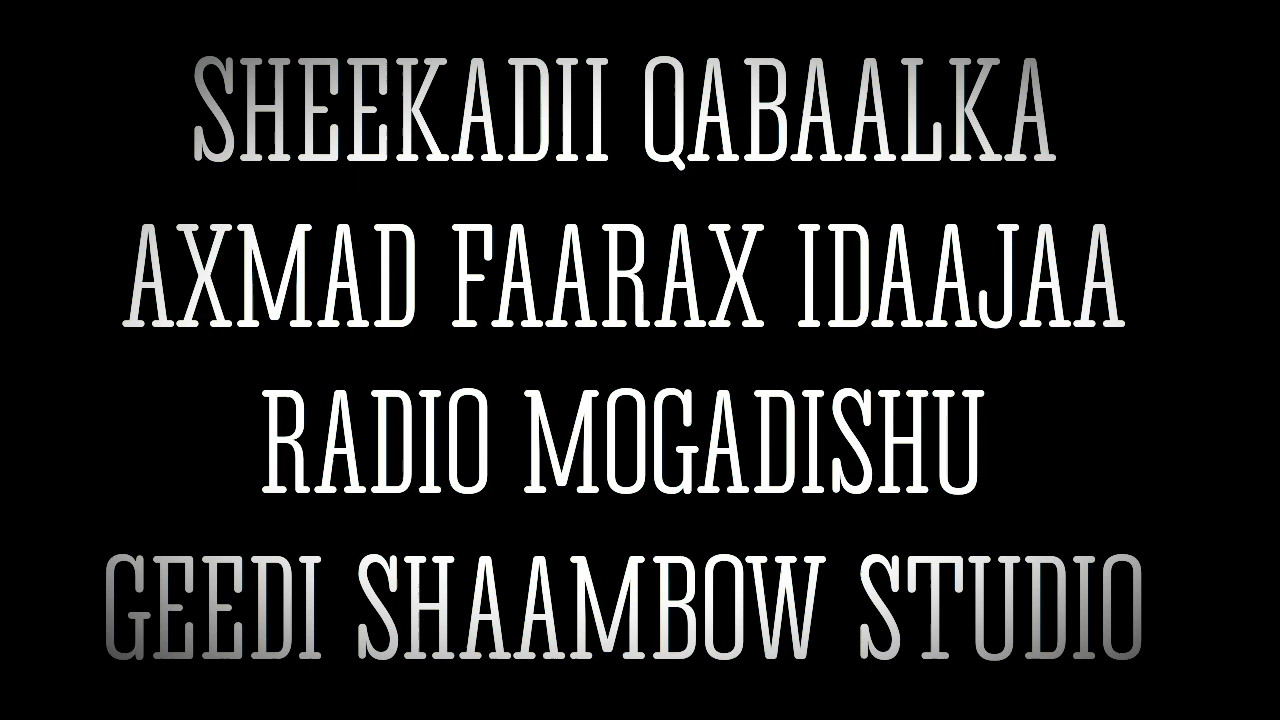 SHEEKADII QABAALKA
AXMAD FAARAX IDAAJAA
RADIO MOGADISHU
GEEDI SHAAMBOW STUDIO